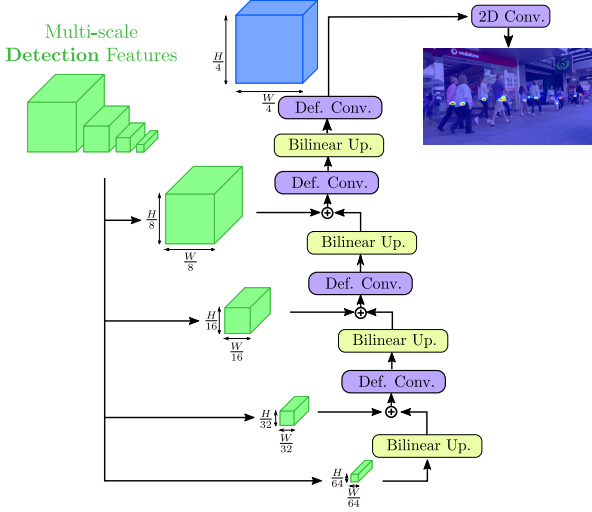 Multi-scale
Detection Features
H/4
W/4
2D Conv.
vodafone
Def. Conv.
Bilinear Up.
Def. Conv.
H/8
W/8
Bilinear Up.
Def. Conv.
H/16
W/16
Bilinear Up.
Def. Conv.
H/32
W/32
Bilinear Up.
H/64
W/64